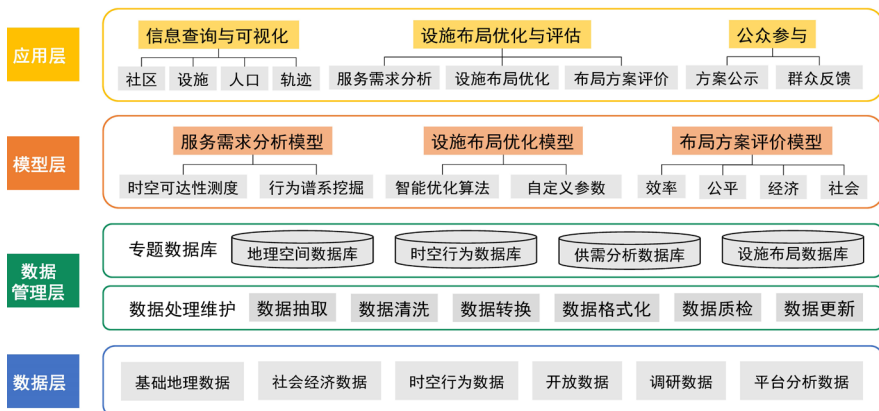 应用层
信息查询与可视化 设施布局优化与评估 公众参与
社区 设施 人口 轨迹 服务需求分析 设施布局优化 布局方案评价 方案公示 群众反馈
模型层
服务需求分析模型 设施布局优化模型 布局方案评价模型
时空可达性测度 行为谱系挖掘 智能优化算法 自定义参数 效率 公平 经济 社会
数据
管理层
专题数据库 地理空间数据库 时空行为数据库 供需分析数据库 设施布局数据库
数据处理维护 数据抽取 数据清洗 数据转换 数据格式化 数据质检 数据更新
数据层
基础地理数据 社会经济数据 时空行为数据 开放数据 调研数据 平台分析数据